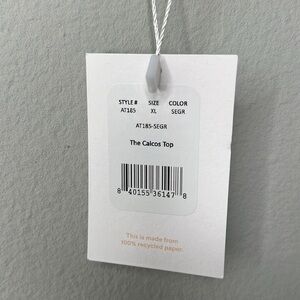 STYLE # SIZE COLOR
AT185 XL SEGR
AT185-SEGR
The Calcos Top
8 40155 36147 8
This is made from
100% recycled paper.